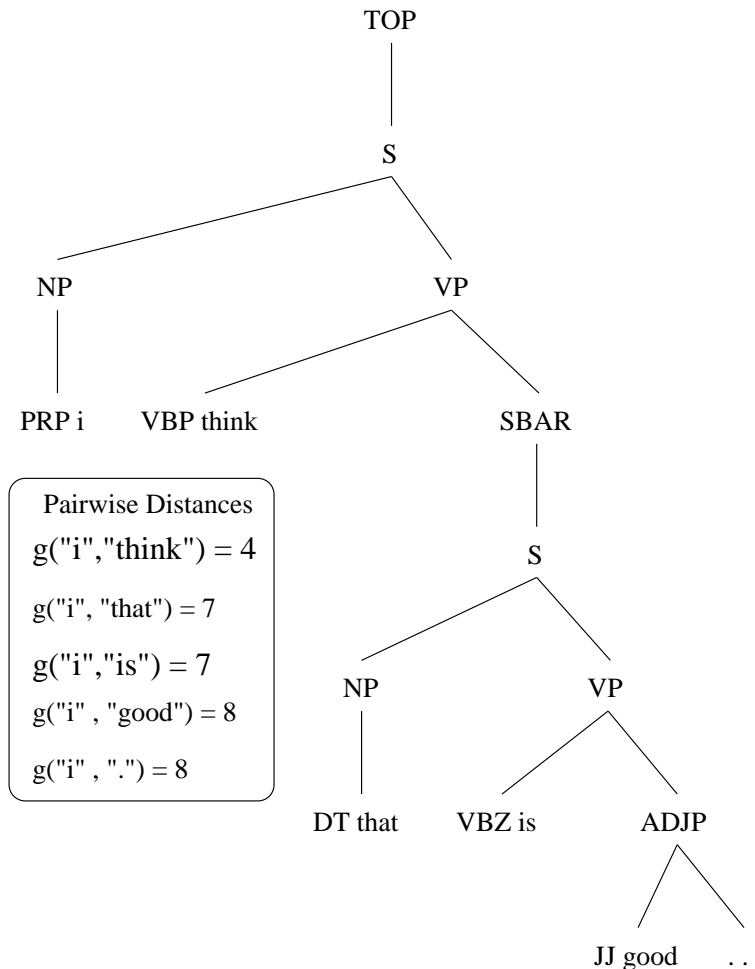 TOP
S
NP VP
PRP i VBP think SBAR
Pairwise Distances
g("i","think") = 4
g("i", "that") = 7
g("i","is") = 7
g("i" , "good") = 8
g("i" , ".") = 8
S
NP VP
DT that VBZ is ADJP
JJ good . .